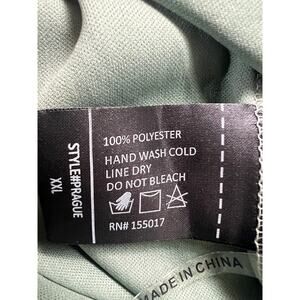 STYLE#PRAGUE
XXL
100% POLYESTER
HAND WASH COLD
LINE DRY
DO NOT BLEACH
RN# 155017
MADE IN CHINA